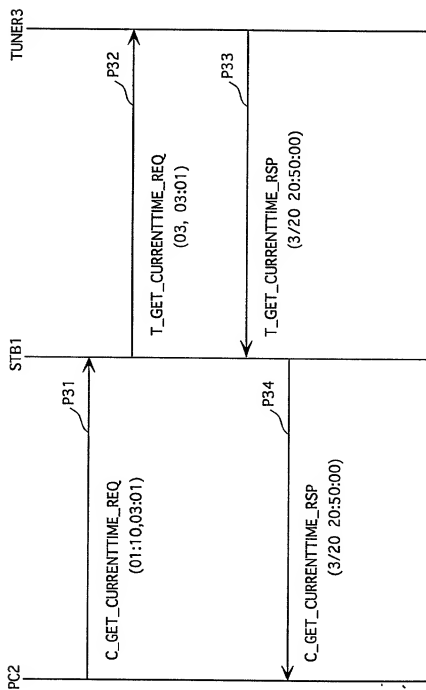 PC2
STB1
TUNER3
P31
C_GET_CURRENTTIME_REQ
(01:10,03:01)
P32
T_GET_CURRENTTIME_REQ
(03, 03:01)
P33
T_GET_CURRENTTIME_RSP
(3/20 20:50:00)
P34
C_GET_CURRENTTIME_RSP
(3/20 20:50:00)